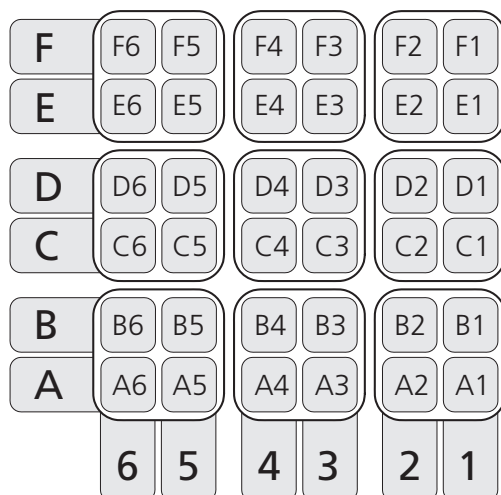 F F6 F5 F4 F3 F2 F1
E E6 E5 E4 E3 E2 E1
D D6 D5 D4 D3 D2 D1
C C6 C5 C4 C3 C2 C1
B B6 B5 B4 B3 B2 B1
A A6 A5 A4 A3 A2 A1
6 5 4 3 2 1